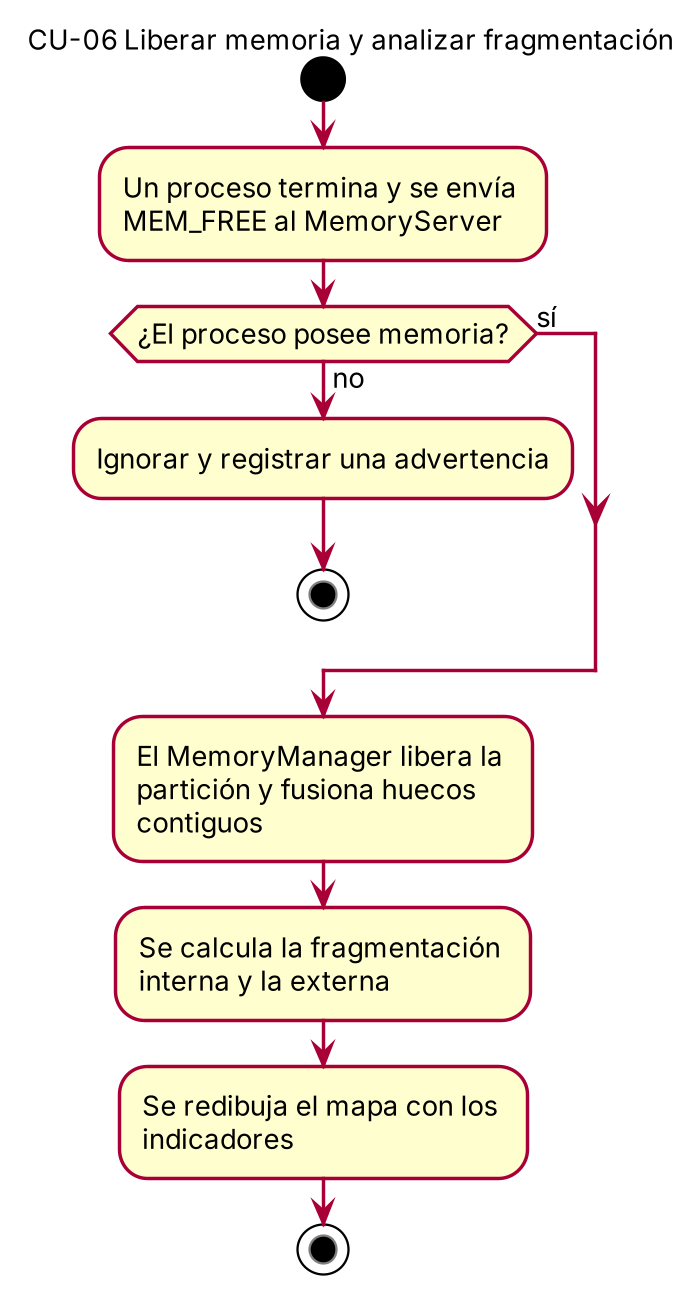 CU-06 Liberar memoria y analizar fragmentación
Un proceso termina y se envía
MEM_FREE al MemoryServer
¿El proceso posee memoria?
sí
no
Ignorar y registrar una advertencia
El MemoryManager libera la
partición y fusiona huecos
contiguos
Se calcula la fragmentación
interna y la externa
Se redibuja el mapa con los
indicadores